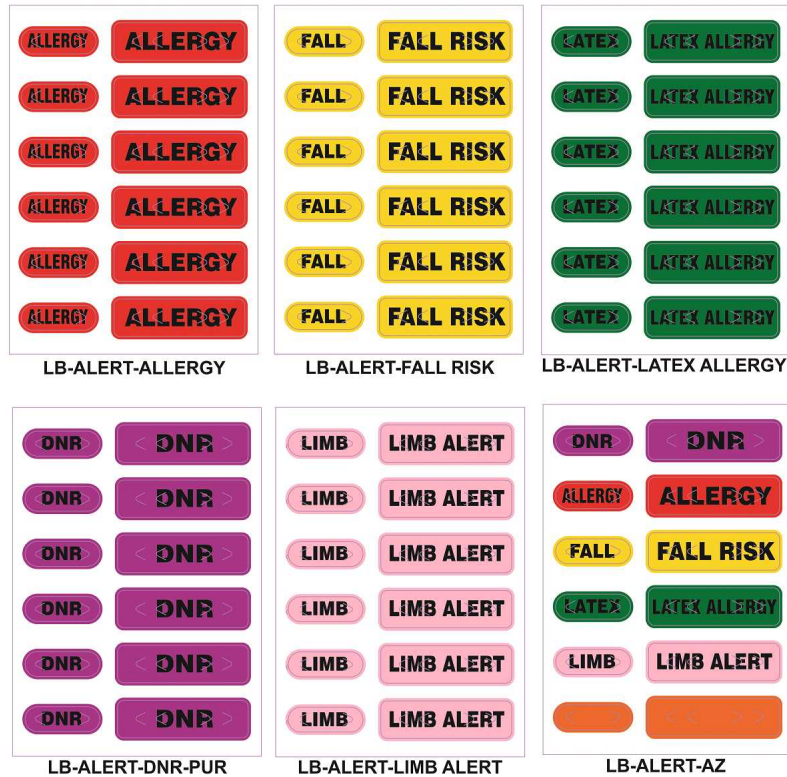 ALLERGY ALLERGY
ALLERGY ALLERGY
ALLERGY ALLERGY
ALLERGY ALLERGY
ALLERGY ALLERGY
ALLERGY ALLERGY
LB-ALERT-ALLERGY
FALL FALL RISK
FALL FALL RISK
FALL FALL RISK
FALL FALL RISK
FALL FALL RISK
FALL FALL RISK
LB-ALERT-FALL RISK
LATEX LATEX ALLERGY
LATEX LATEX ALLERGY
LATEX LATEX ALLERGY
LATEX LATEX ALLERGY
LATEX LATEX ALLERGY
LATEX LATEX ALLERGY
LB-ALERT-LATEX ALLERGY
DNR DNR
DNR DNR
DNR DNR
DNR DNR
DNR DNR
DNR DNR
LB-ALERT-DNR-PUR
LIMB LIMB ALERT
LIMB LIMB ALERT
LIMB LIMB ALERT
LIMB LIMB ALERT
LIMB LIMB ALERT
LIMB LIMB ALERT
LB-ALERT-LIMB ALERT
DNR DNR
ALLERGY ALLERGY
FALL FALL RISK
LATEX LATEX ALLERGY
LIMB LIMB ALERT
LB-ALERT-AZ